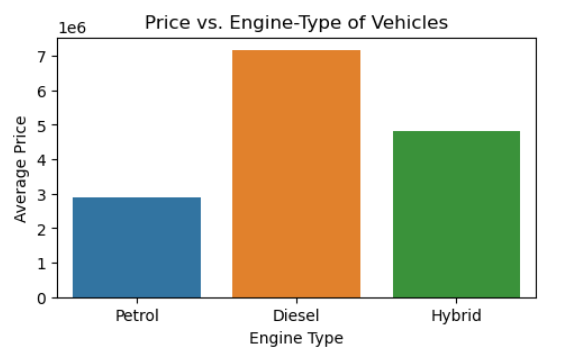 Price vs. Engine-Type of Vehicles
1e6
7
6
5
4
3
2
1
0
Average Price
Petrol Diesel Hybrid
Engine Type